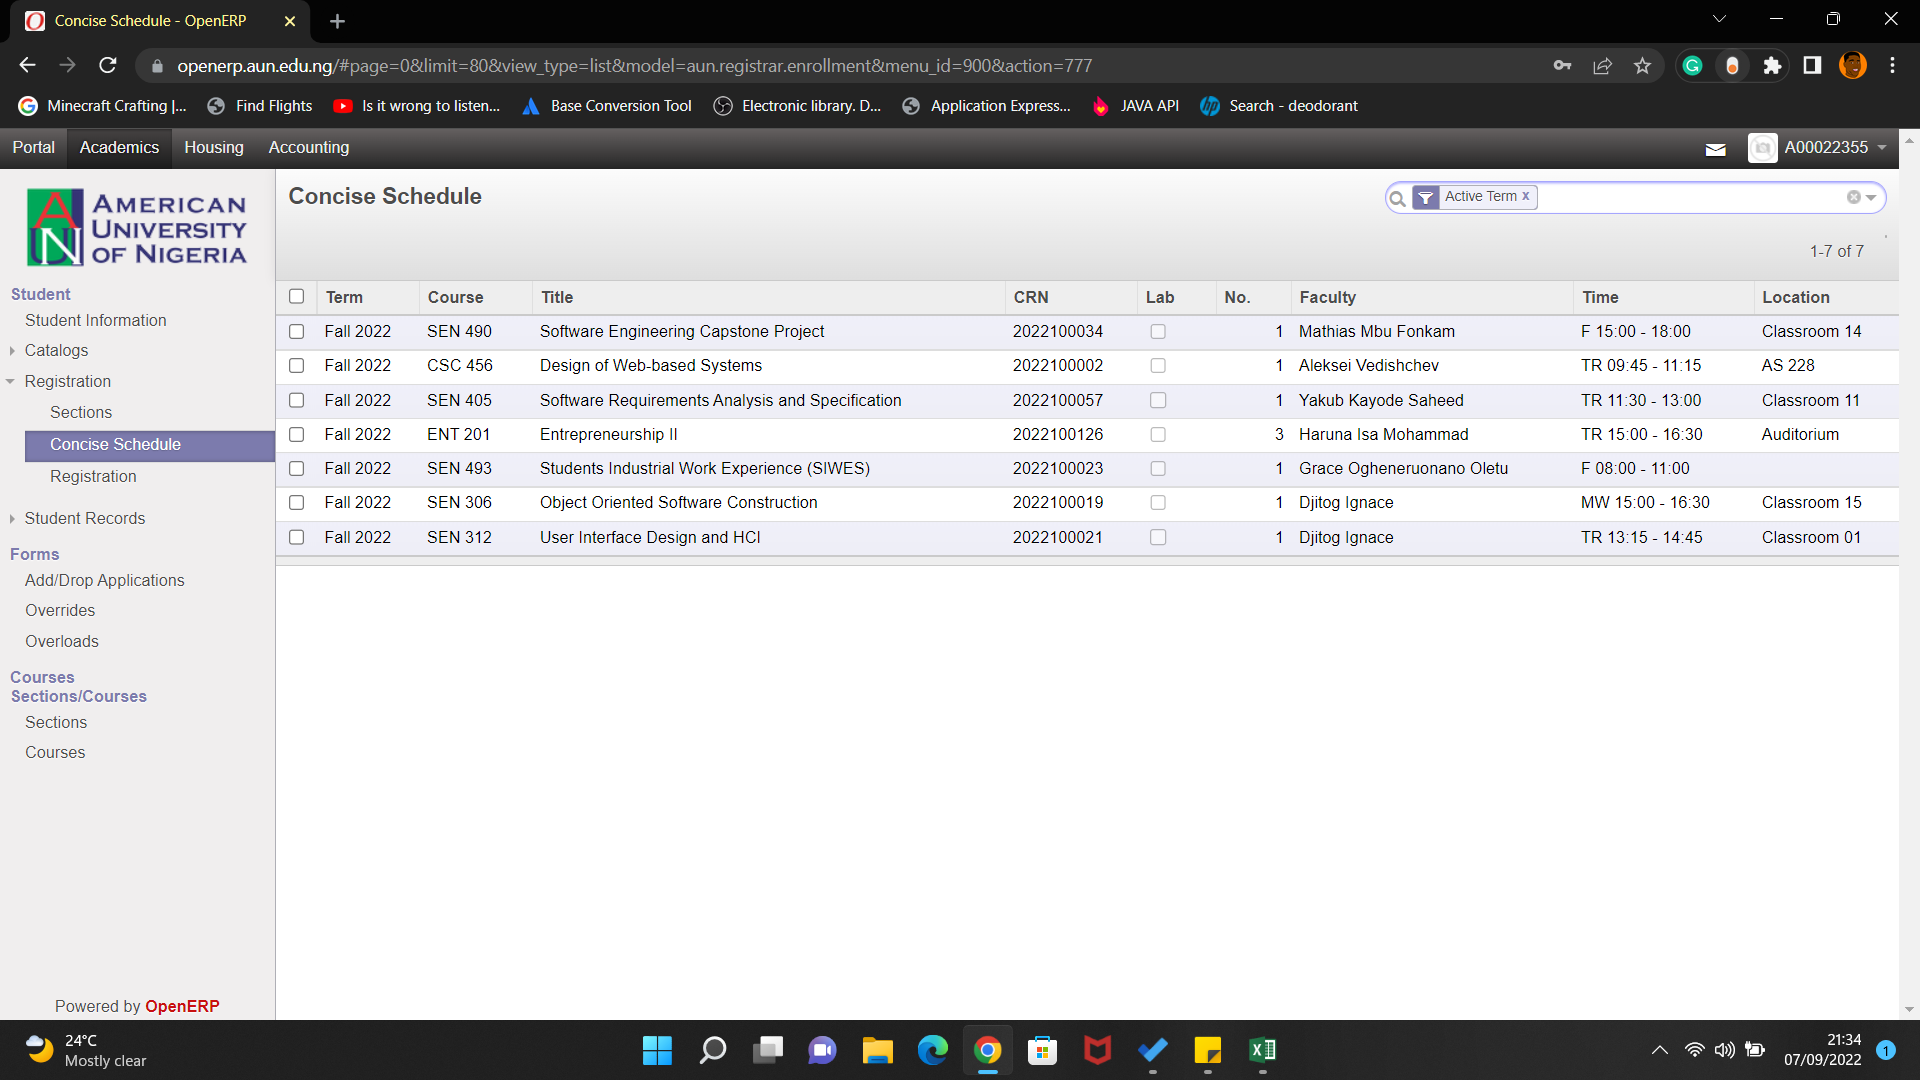 Concise Schedule - OpenERP
openerp.aun.edu.ng/#page=0&limit=80&view_type=list&model=aun.registrar.enrollment&menu_id=900&action=777
Minecraft Crafting |... Find Flights Is it wrong to listen... Base Conversion Tool Electronic library. D... Application Express... JAVA API Search - deodorant
Portal Academics Housing Accounting A00022355
AMERICAN
UNIVERSITY
OF NIGERIA
Student
Student Information
Catalogs
Registration
Sections
Concise Schedule
Registration
Student Records
Forms
Add/Drop Applications
Overrides
Overloads
Courses
Sections/Courses
Sections
Courses
Powered by OpenERP
Concise Schedule
Active Term x
1-7 of 7
Term Course Title CRN Lab No. Faculty Time Location
Fall 2022 SEN 490 Software Engineering Capstone Project 2022100034 1 Mathias Mbu Fonkam F 15:00 - 18:00 Classroom 14
Fall 2022 CSC 456 Design of Web-based Systems 2022100002 1 Aleksei Vedishchev TR 09:45 - 11:15 AS 228
Fall 2022 SEN 405 Software Requirements Analysis and Specification 2022100057 1 Yakub Kayode Saheed TR 11:30 - 13:00 Classroom 11
Fall 2022 ENT 201 Entrepreneurship II 2022100126 3 Haruna Isa Mohammad TR 15:00 - 16:30 Auditorium
Fall 2022 SEN 493 Students Industrial Work Experience (SIWES) 2022100023 1 Grace Ogheneruonano Oletu F 08:00 - 11:00
Fall 2022 SEN 306 Object Oriented Software Construction 2022100019 1 Djitog Ignace MW 15:00 - 16:30 Classroom 15
Fall 2022 SEN 312 User Interface Design and HCI 2022100021 1 Djitog Ignace TR 13:15 - 14:45 Classroom 01
24°C
Mostly clear
21:34
07/09/2022
1